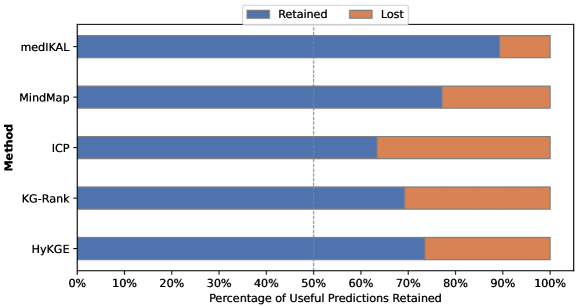 Retained Lost
medIKAL
MindMap
ICP
KG-Rank
HyKGE
Method
0% 10% 20% 30% 40% 50% 60% 70% 80% 90% 100%
Percentage of Useful Predictions Retained